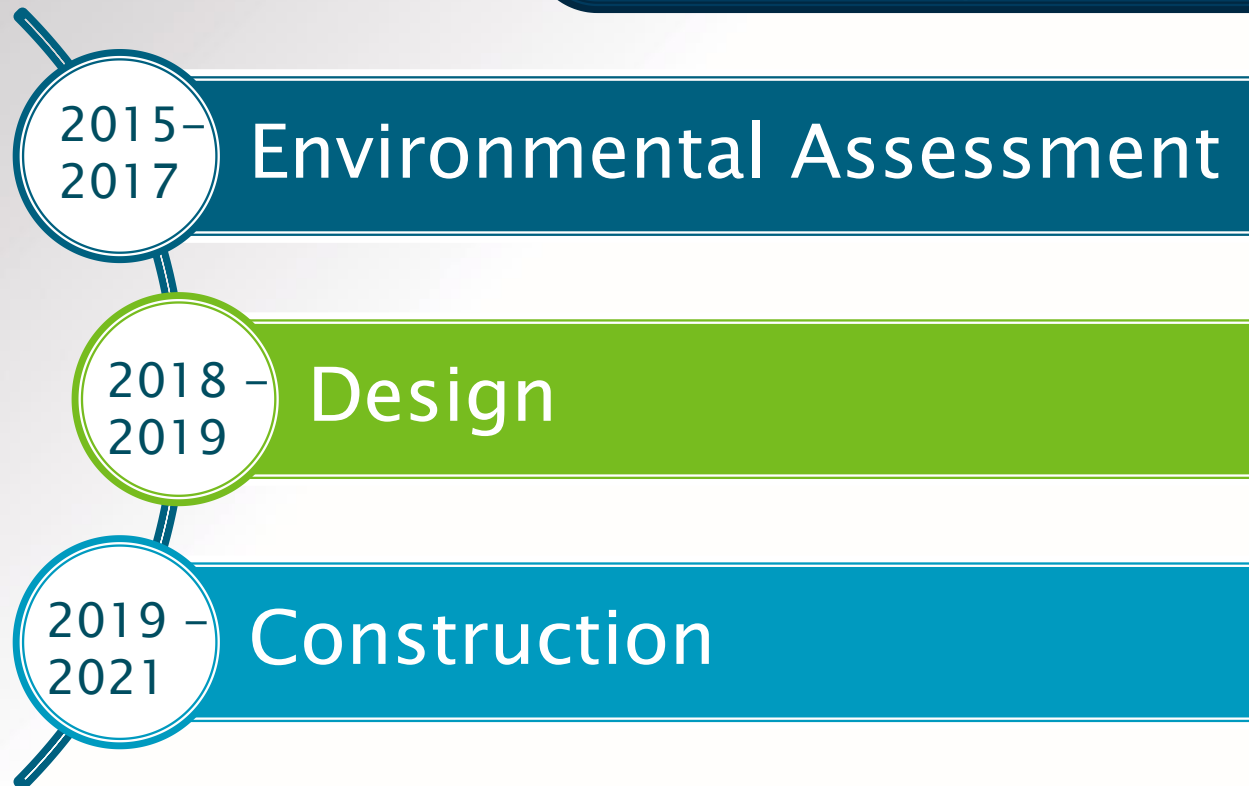 2015–
2017
Environmental Assessment
2018 –
2019
Design
2019 –
2021
Construction